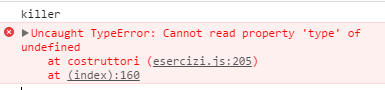 killer
▶Uncaught TypeError: Cannot read property 'type' of
undefined
at costruttori (esercizi.js:205)
at (index):160